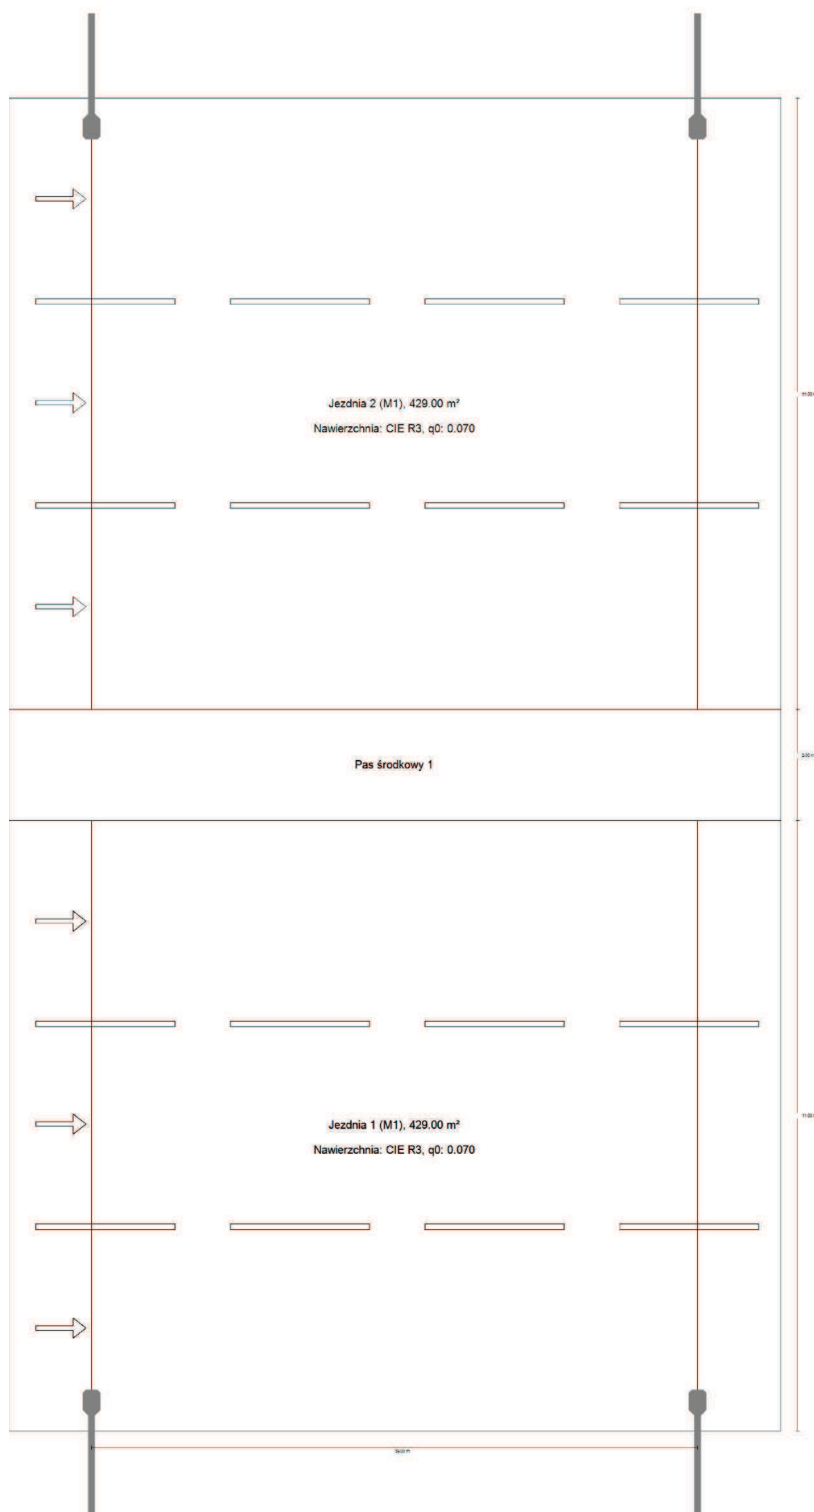 Jezdnia 2 (M1), 429.00 m²
Nawierzchnia: CIE R3, q0: 0.070
Pas środkowy 1
Jezdnia 1 (M1), 429.00 m²
Nawierzchnia: CIE R3, q0: 0.070